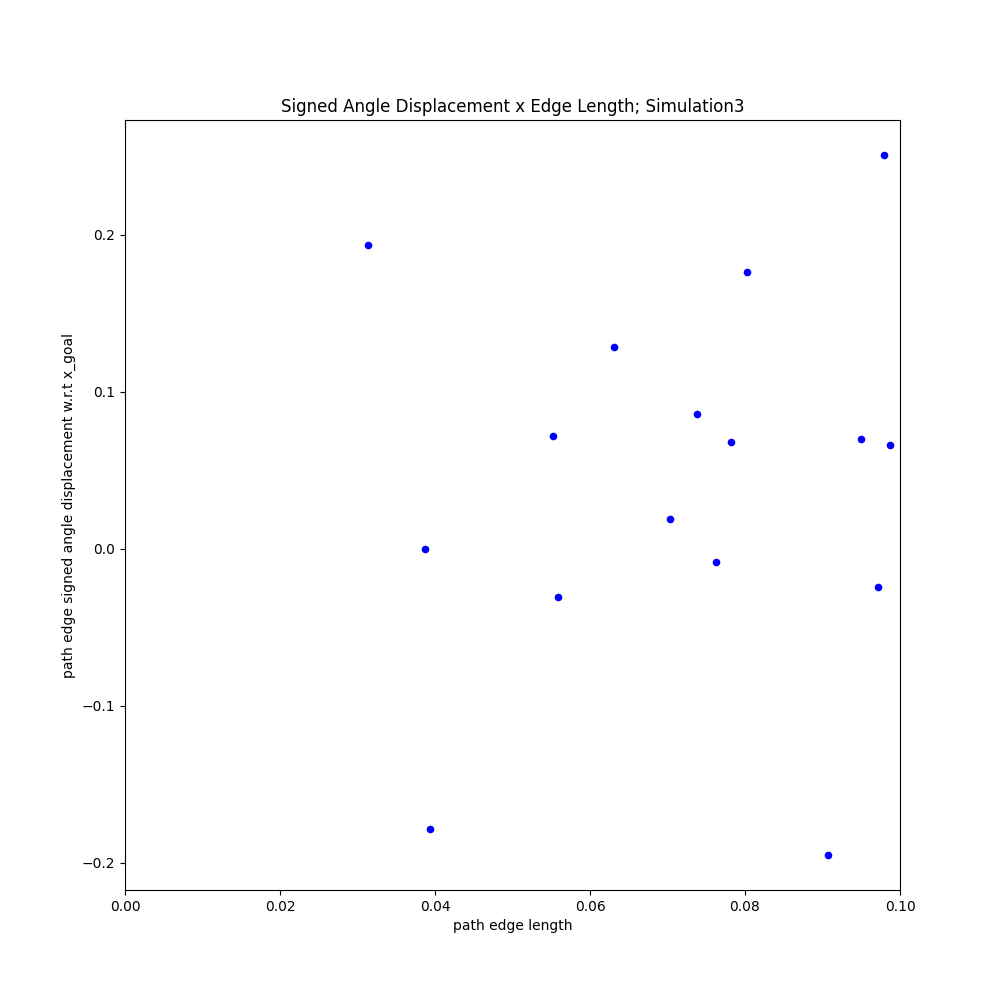 Signed Angle Displacement x Edge Length; Simulation3
path edge signed angle displacement w.r.t x_goal
0.2
0.1
0.0
−0.1
−0.2
0.00 0.02 0.04 0.06 0.08 0.10
path edge length